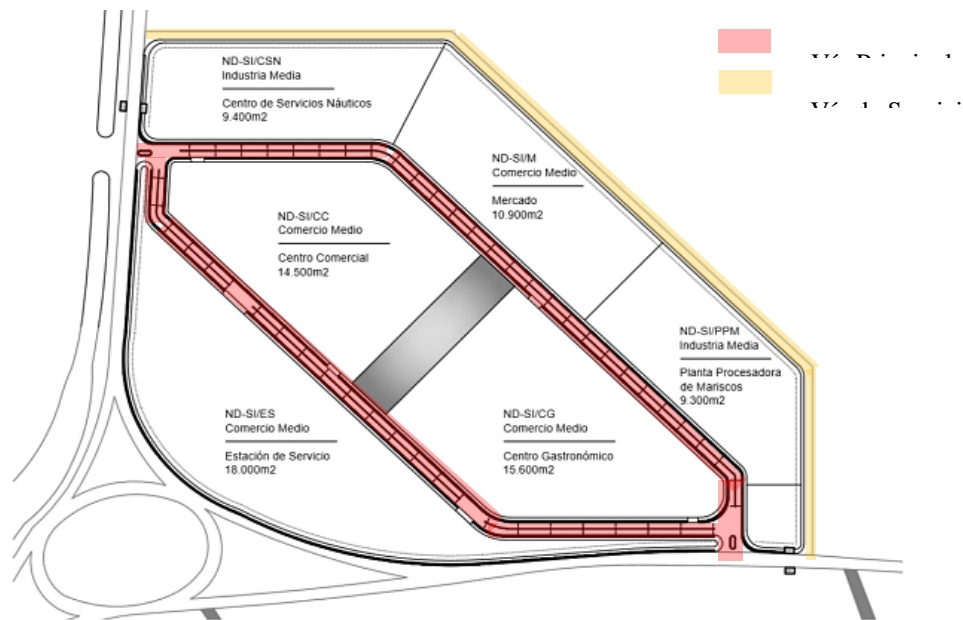 ND-SI/CSN
Industria Media
Centro de Servicios Náuticos
9.400m2
ND-SI/M
Comercio Medio
Mercado
10.900m2
ND-SI/CC
Comercio Medio
Centro Comercial
14.500m2
ND-SI/PPM
Industria Media
Planta Procesadora
de Mariscos
9.300m2
ND-SI/ES
Comercio Medio
Estación de Servicio
18.000m2
ND-SI/CG
Comercio Medio
Centro Gastronómico
15.600m2